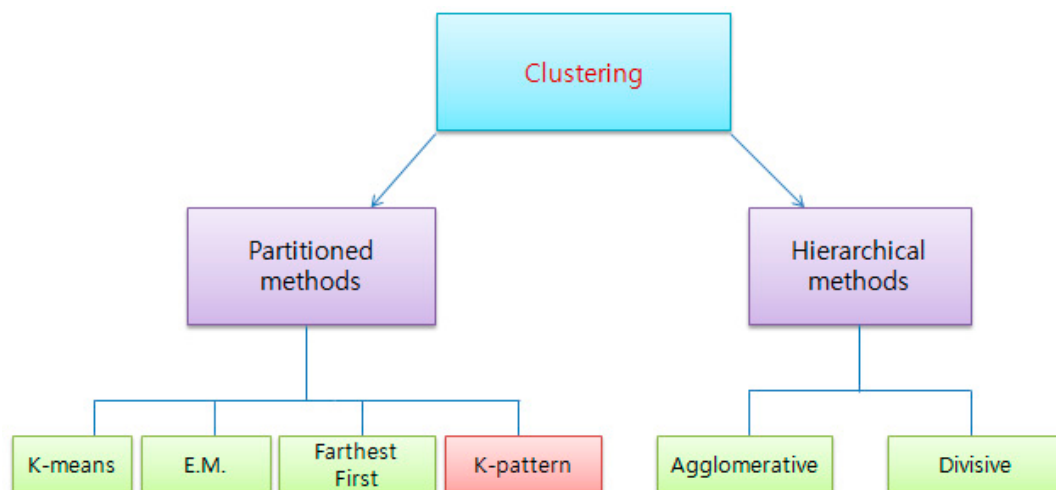 Clustering
Partitioned
methods
Hierarchical
methods
K-means
E.M.
Farthest
First
K-pattern
Agglomerative
Divisive